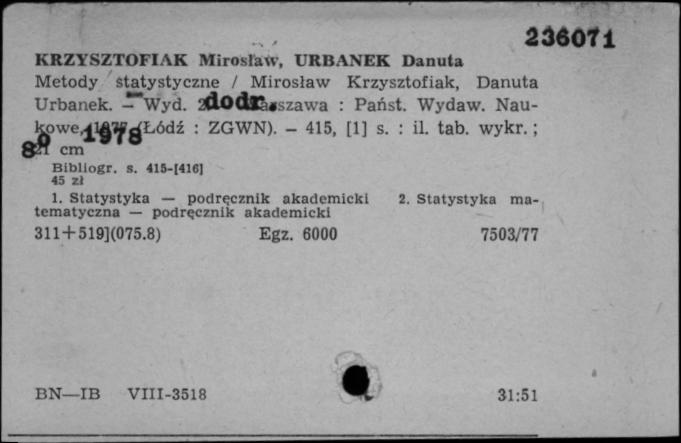 236071
KRZYSZTOFIAK Mirosław, URBANEK Danuta
Metody statystyczne / Mirosław Krzysztofiak, Danuta
Urbanek. – Wyd. 2 dodr. Warszawa : Państ. Wydaw. Nau-
kowe, 1977 1978 (Łódź : ZGWN). – 415, [1] s. : il. tab. wykr. ;
8º 21 cm
Bibliogr. s. 415-[416]
45 zł
1. Statystyka — podręcznik akademicki 2. Statystyka ma-
tematyczna — podręcznik akademicki
311+519](075.8) Egz. 6000 7503/77
BN—IB VIII-3518 31:51